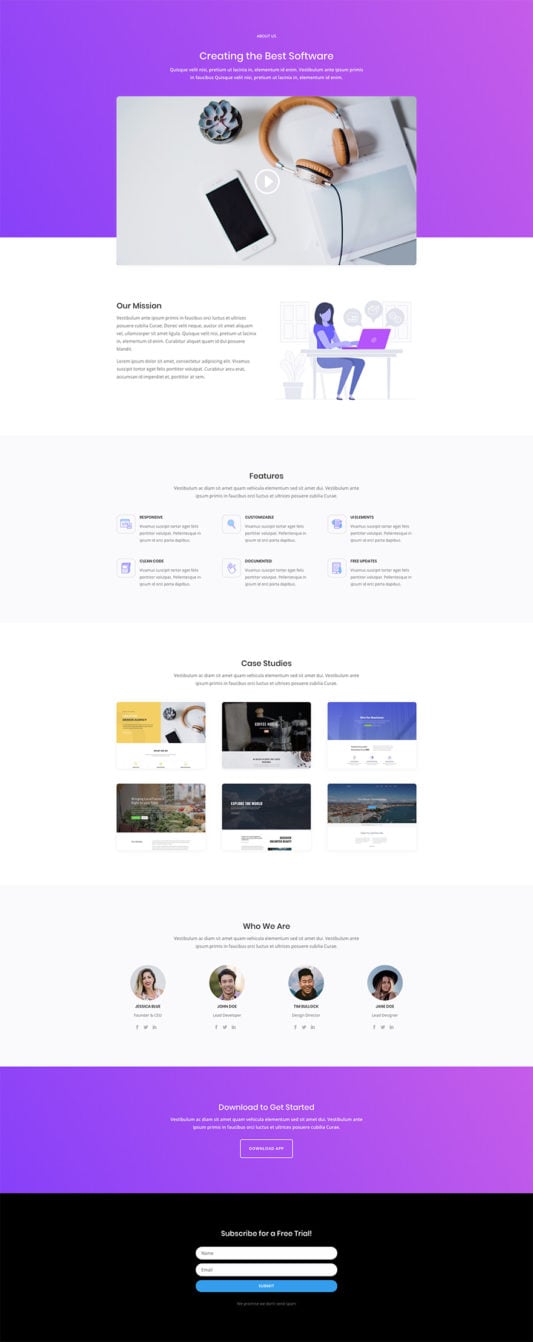 ABOUT US
Creating the Best Software
Quisque velit nisi, pretium ut lacinia in, elementum id enim. Vestibulum ante ipsum primis
in faucibus Quisque velit nisi, pretium ut lacinia in, elementum id enim.
Our Mission
Vestibulum ante ipsum primis in faucibus orci luctus et ultrices
posuere cubilia Curae; Donec velit neque, auctor sit amet aliquam
vel, ullamcorper sit amet ligula. Quisque velit nisi, pretium ut lacinia
in, elementum id enim. Curabitur aliquet quam id dui posuere
blandit.
Lorem ipsum dolor sit amet, consectetur adipiscing elit. Vivamus
suscipit tortor eget felis porttitor volutpat. Curabitur arcu erat,
accumsan id imperdiet et, porttitor at sem.
Features
Vestibulum ac diam sit amet quam vehicula elementum sed sit amet dui. Vestibulum ante
ipsum primis in faucibus orci luctus et ultrices posuere cubilia Curae.
RESPONSIVE
Vivamus suscipit tortor eget felis
porttitor volutpat. Pellentesque in
ipsum id orci porta dapibus.
CUSTOMIZABLE
Vivamus suscipit tortor eget felis
porttitor volutpat. Pellentesque in
ipsum id orci porta dapibus.
UI ELEMENTS
Vivamus suscipit tortor eget felis
porttitor volutpat. Pellentesque in
ipsum id orci porta dapibus.
CLEAN CODE
Vivamus suscipit tortor eget felis
porttitor volutpat. Pellentesque in
ipsum id orci porta dapibus.
DOCUMENTED
Vivamus suscipit tortor eget felis
porttitor volutpat. Pellentesque in
ipsum id orci porta dapibus.
FREE UPDATES
Vivamus suscipit tortor eget felis
porttitor volutpat. Pellentesque in
ipsum id orci porta dapibus.
Case Studies
Vestibulum ac diam sit amet quam vehicula elementum sed sit amet dui. Vestibulum ante
ipsum primis in faucibus orci luctus et ultrices posuere cubilia Curae.
COFFEE HOUSE
EXPLORE THE WORLD
Who We Are
Vestibulum ac diam sit amet quam vehicula elementum sed sit amet dui. Vestibulum ante
ipsum primis in faucibus orci luctus et ultrices posuere cubilia Curae.
JESSICA BLUE
Founder & CEO
JOHN DOE
Lead Developer
TIM BULLOCK
Design Director
JANE DOE
Lead Designer
Download to Get Started
Vestibulum ac diam sit amet quam vehicula elementum sed sit amet dui. Vestibulum ante
ipsum primis in faucibus orci luctus et ultrices posuere cubilia Curae.
DOWNLOAD APP
Subscribe for a Free Trial!
Name
Email
SUBMIT
We promise we don't send spam